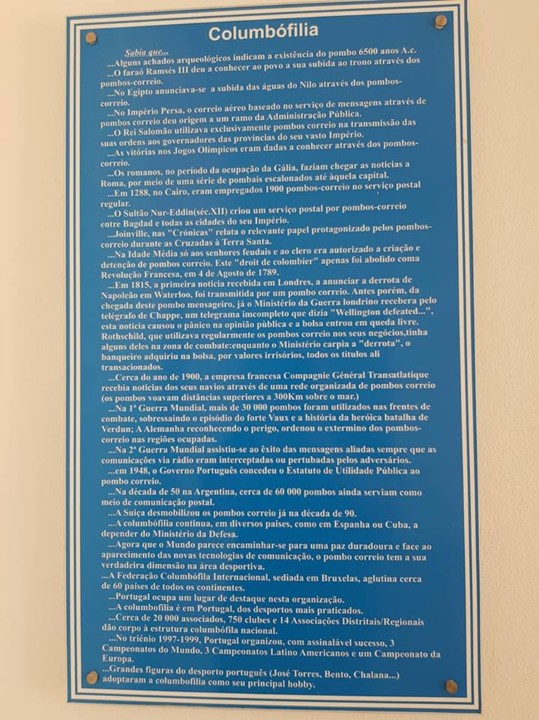 Columbófilia
Sabia que...
...Alguns achados arqueológicos indicam a existência do pombo 6500 anos A.c.
...O faraó Ramsés III deu a conhecer ao povo a sua subida ao trono através dos
pombos-correio.
...No Egipto anunciava-se a subida das águas do Nilo através dos pombos-
correio.
...No Império Persa, o correio aéreo baseado no serviço de mensagens através de
pombos correio deu origem a um ramo da Administração Pública.
...O Rei Salomão utilizava exclusivamente pombos correio na transmissão das
suas ordens aos governadores das províncias do seu vasto Império.
...As vitórias nos Jogos Olímpicos eram dadas a conhecer através dos pombos-
correio.
...Os romanos, no período da ocupação da Gália, faziam chegar as notícias a
Roma, por meio de uma série de pombais escalonados até àquela capital.
...Em 1288, no Cairo, eram empregados 1900 pombos-correio no serviço postal
regular.
...O Sultão Nur-Eddin(séc.XII) criou um serviço postal por pombos-correio
entre Bagdad e todas as cidades do seu Império.
...Joinville, nas "Crónicas" relata o relevante papel protagonizado pelos pombos-
correio durante as Cruzadas à Terra Santa.
...Na Idade Média só aos senhores feudais e ao clero era autorizado a criação e
detenção de pombos correio. Este "droit de colombier" apenas foi abolido coma
Revolução Francesa, em 4 de Agosto de 1789.
...Em 1815, a primeira notícia recebida em Londres, a anunciar a derrota de
Napoleão em Waterloo, foi transmitida por um pombo correio. Antes porém, da
chegada deste pombo mensageiro, já o Ministério da Guerra londrino recebera pelo
telégrafo de Chappe, um telegrama imcompleto que dizia "Wellington defeated...",
esta notícia causou o pânico na opinião pública e a bolsa entrou em queda livre.
Rothschild, que utilizava regularmente os pombos correio nos seus negócios,tinha
alguns deles na zona de combate:enquanto o Ministério carpia a "derrota", o
banqueiro adquiriu na bolsa, por valores irrisórios, todos os titulos ali
transacionados.
...Cerca do ano de 1900, a empresa francesa Compagnie Général Transatlatique
recebia notícias dos seus navios através de uma rede organizada de pombos correio
(os pombos voavam distâncias superiores a 300Km sobre o mar.)
...Na 1ª Guerra Mundial, mais de 30 000 pombos foram utilizados nas frentes de
combate, sobressaindo o episódio do forte Vaux e a história da heróica batalha de
Verdun; A Alemanha reconhecendo o perigo, ordenou o extermino dos pombos-
correio nas regiões ocupadas.
...Na 2ª Guerra Mundial assistiu-se ao êxito das mensagens aliadas sempre que as
comunicações via rádio eram interceptadas ou pertubadas pelos adversários.
...em 1948, o Governo Português concedeu o Estatuto de Utilidade Pública ao
pombo correio.
...Na década de 50 na Argentina, cerca de 60 000 pombos ainda serviam como
meio de comunicação postal.
...A Suiça desmobilizou os pombos correio já na década de 90.
...A columbófilia continua, em diversos países, como em Espanha ou Cuba, a
depender do Ministério da Defesa.
...Agora que o Mundo parece encaminhar-se para uma paz duradoura e face ao
aparecimento das novas tecnologias de comunicação, o pombo correio tem a sua
verdadeira dimensão na área desportiva.
...A Federação Columbófila Internacional, sediada em Bruxelas, aglutina cerca
de 60 países de todos os continentes.
...Portugal ocupa um lugar de destaque nesta organização.
...A columbofilia é em Portugal, dos desportos mais praticados.
...Cerca de 20 000 associados, 750 clubes e 14 Associações Distritais/Regionais
dão corpo à estrutura columbófila nacional.
...No triénio 1997-1999, Portugal organizou, com assinalável sucesso, 3
Campeonatos do Mundo, 3 Campeonatos Latino Americanos e um Campeonato da
Europa.
...Grandes figuras do desporto português (José Torres, Bento, Chalana...)
adoptaram a columbofilia como seu principal hobby.